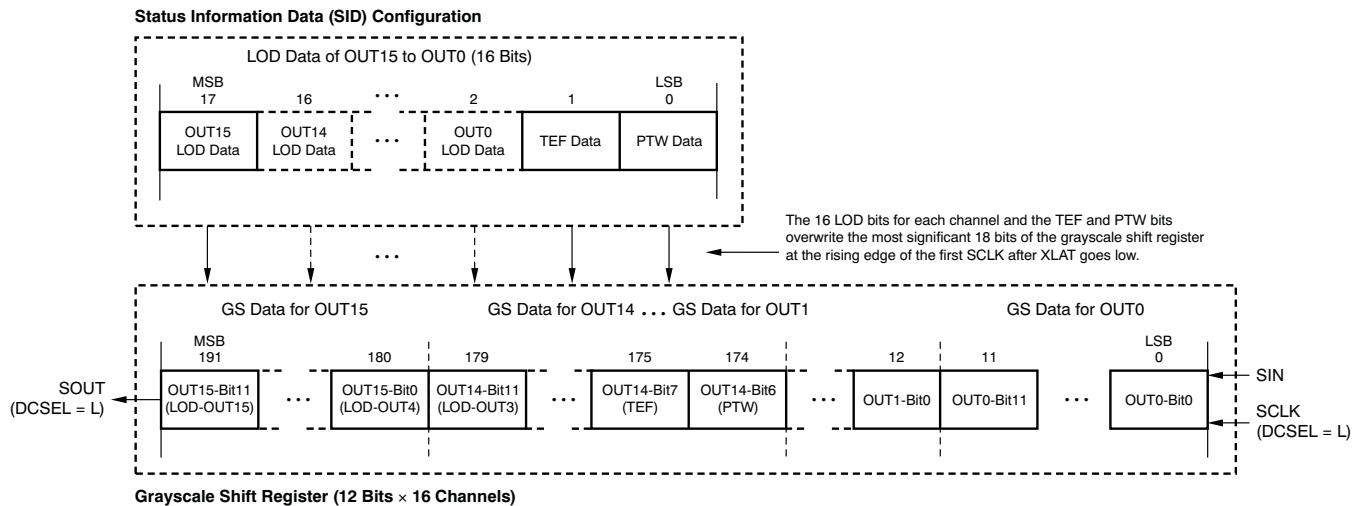 Status Information Data (SID) Configuration
LOD Data of OUT15 to OUT0 (16 Bits)
MSB LSB
17 16 ... 2 1 0
OUT15 OUT14 OUT0
LOD Data LOD Data ... LOD Data TEF Data PTW Data
The 16 LOD bits for each channel and the TEF and PTW bits
overwrite the most significant 18 bits of the grayscale shift register
at the rising edge of the first SCLK after XLAT goes low.
...
GS Data for OUT15 GS Data for OUT14 ... GS Data for OUT1 GS Data for OUT0
MSB LSB
191 180 179 175 174 12 11 0
SOUT
(DCSEL = L)
OUT15-Bit11 ... OUT15-Bit0 OUT14-Bit11 ... OUT14-Bit7 OUT14-Bit6 ... OUT1-Bit0 OUT0-Bit11 ... OUT0-Bit0
(LOD-OUT15) (LOD-OUT4) (LOD-OUT3) (TEF) (PTW)
SIN
SCLK
(DCSEL = L)
Grayscale Shift Register (12 Bits × 16 Channels)